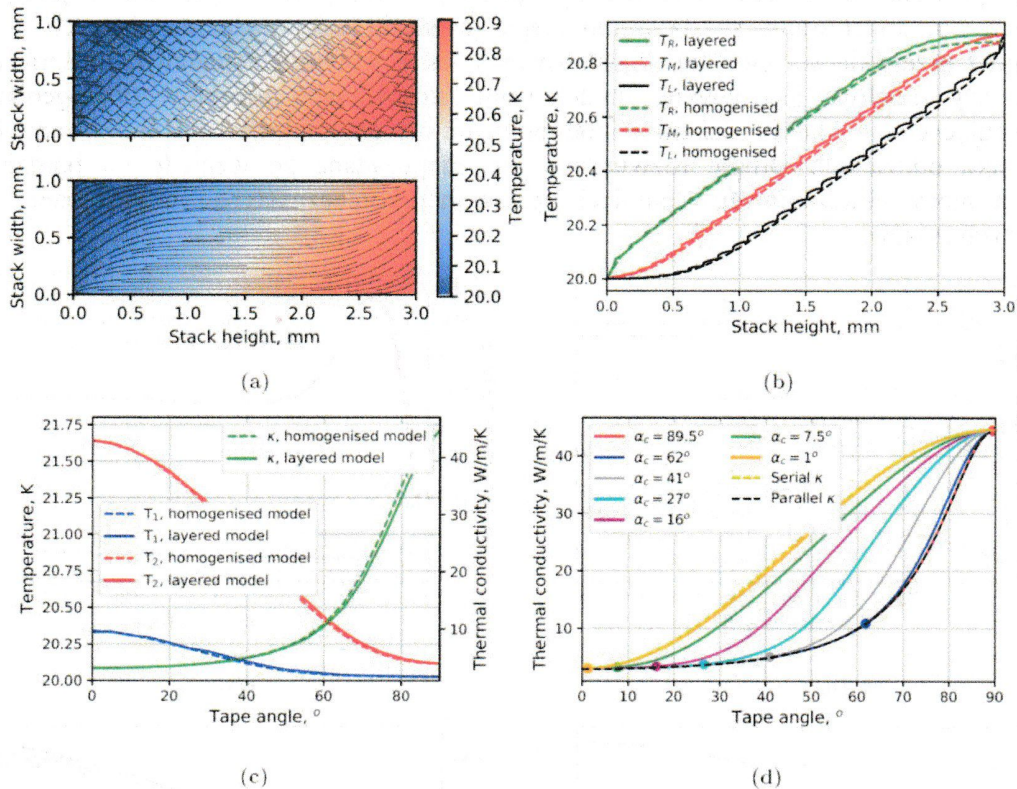 Stack width, mm
1.0
0.5
0.0
Stack width, mm
1.0
0.5
0.0
0.0 0.5 1.0 1.5 2.0 2.5 3.0
Stack height, mm
20.9
20.8
20.7
20.6
20.5
20.4
20.3
20.2
20.1
20.0
Temperature, K
(a)
Temperature, K
20.8
20.6
20.4
20.2
20.0
T_R, layered
T_M, layered
T_L, layered
T_R, homogenised
T_M, homogenised
T_L, homogenised
0.0 0.5 1.0 1.5 2.0 2.5 3.0
Stack height, mm
(b)
Temperature, K
21.75
21.50
21.25
21.00
20.75
20.50
20.25
20.00
κ, homogenised model
κ, layered model
T₁, homogenised model
T₁, layered model
T₂, homogenised model
T₂, layered model
40
30
20
10
Thermal conductivity, W/m/K
0 20 40 60 80
Tape angle, °
(c)
Thermal conductivity, W/m/K
40
30
20
10
α_c = 89.5°
α_c = 62°
α_c = 41°
α_c = 27°
α_c = 16°
α_c = 7.5°
α_c = 1°
Serial κ
Parallel κ
0 10 20 30 40 50 60 70 80 90
Tape angle, °
(d)